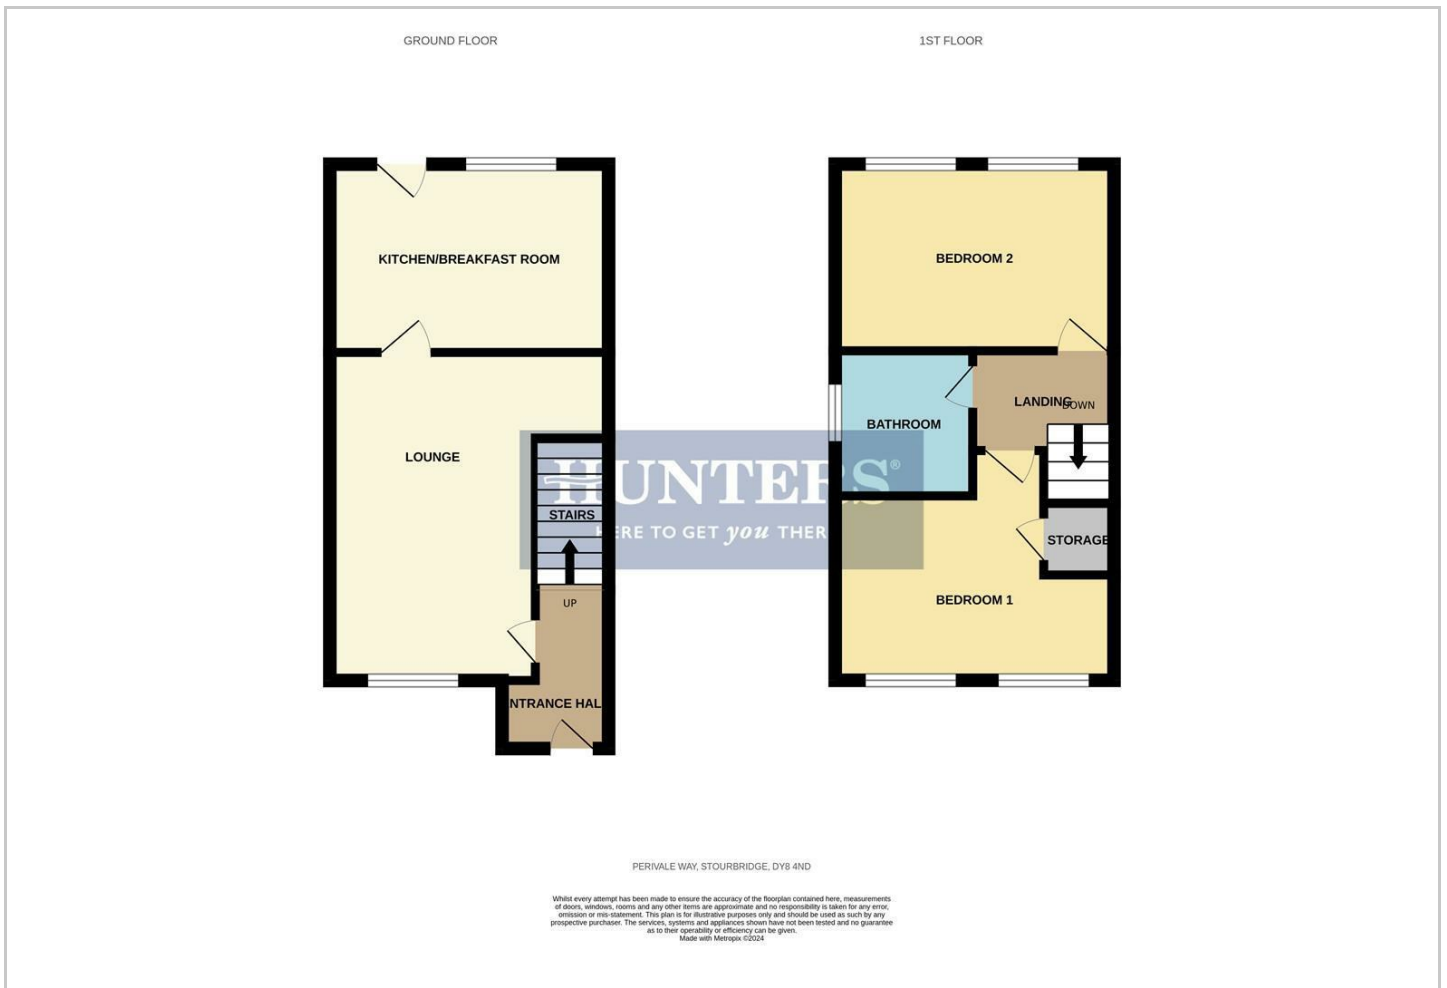 GROUND FLOOR
1ST FLOOR
KITCHEN/BREAKFAST ROOM
BEDROOM 2
LANDING
DOWN
BATHROOM
LOUNGE
HUNTERS®
HERE TO GET you THER
STAIRS
STORAGE
UP
BEDROOM 1
NTRANCE HAL
PERIVALE WAY, STOURBRIDGE, DY8 4ND
Whilst every attempt has been made to ensure the accuracy of the floorplan contained here, measurements
of doors, windows, rooms and any other items are approximate and no responsibility is taken for any error,
omission or mis-statement. This plan is for illustrative purposes only and should be used as such by any
prospective purchaser. The services, systems and appliances shown have not been tested and no guarantee
as to their operability or efficiency can be given.
Made with Metropix ©2024